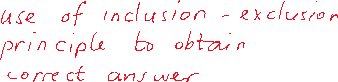 use of inclusion - exclusion
principle to obtain
correct answer